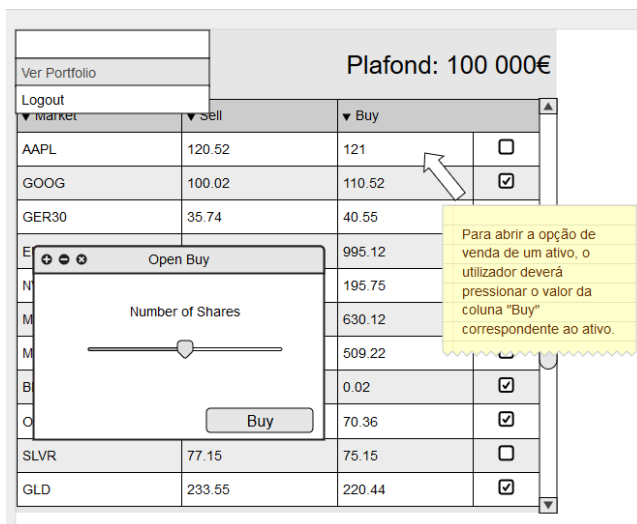 Plafond: 100 000€
Ver Portfolio
Logout
Market Sell Buy
AAPL 120.52 121
GOOG 100.02 110.52
GER30 35.74 40.55
995.12
195.75
630.12
509.22
0.02
70.36
SLVR 77.15 75.15
GLD 233.55 220.44
Open Buy
Number of Shares
Buy
Para abrir a opção de
venda de um ativo, o
utilizador deverá
pressionar o valor da
coluna "Buy"
correspondente ao ativo.